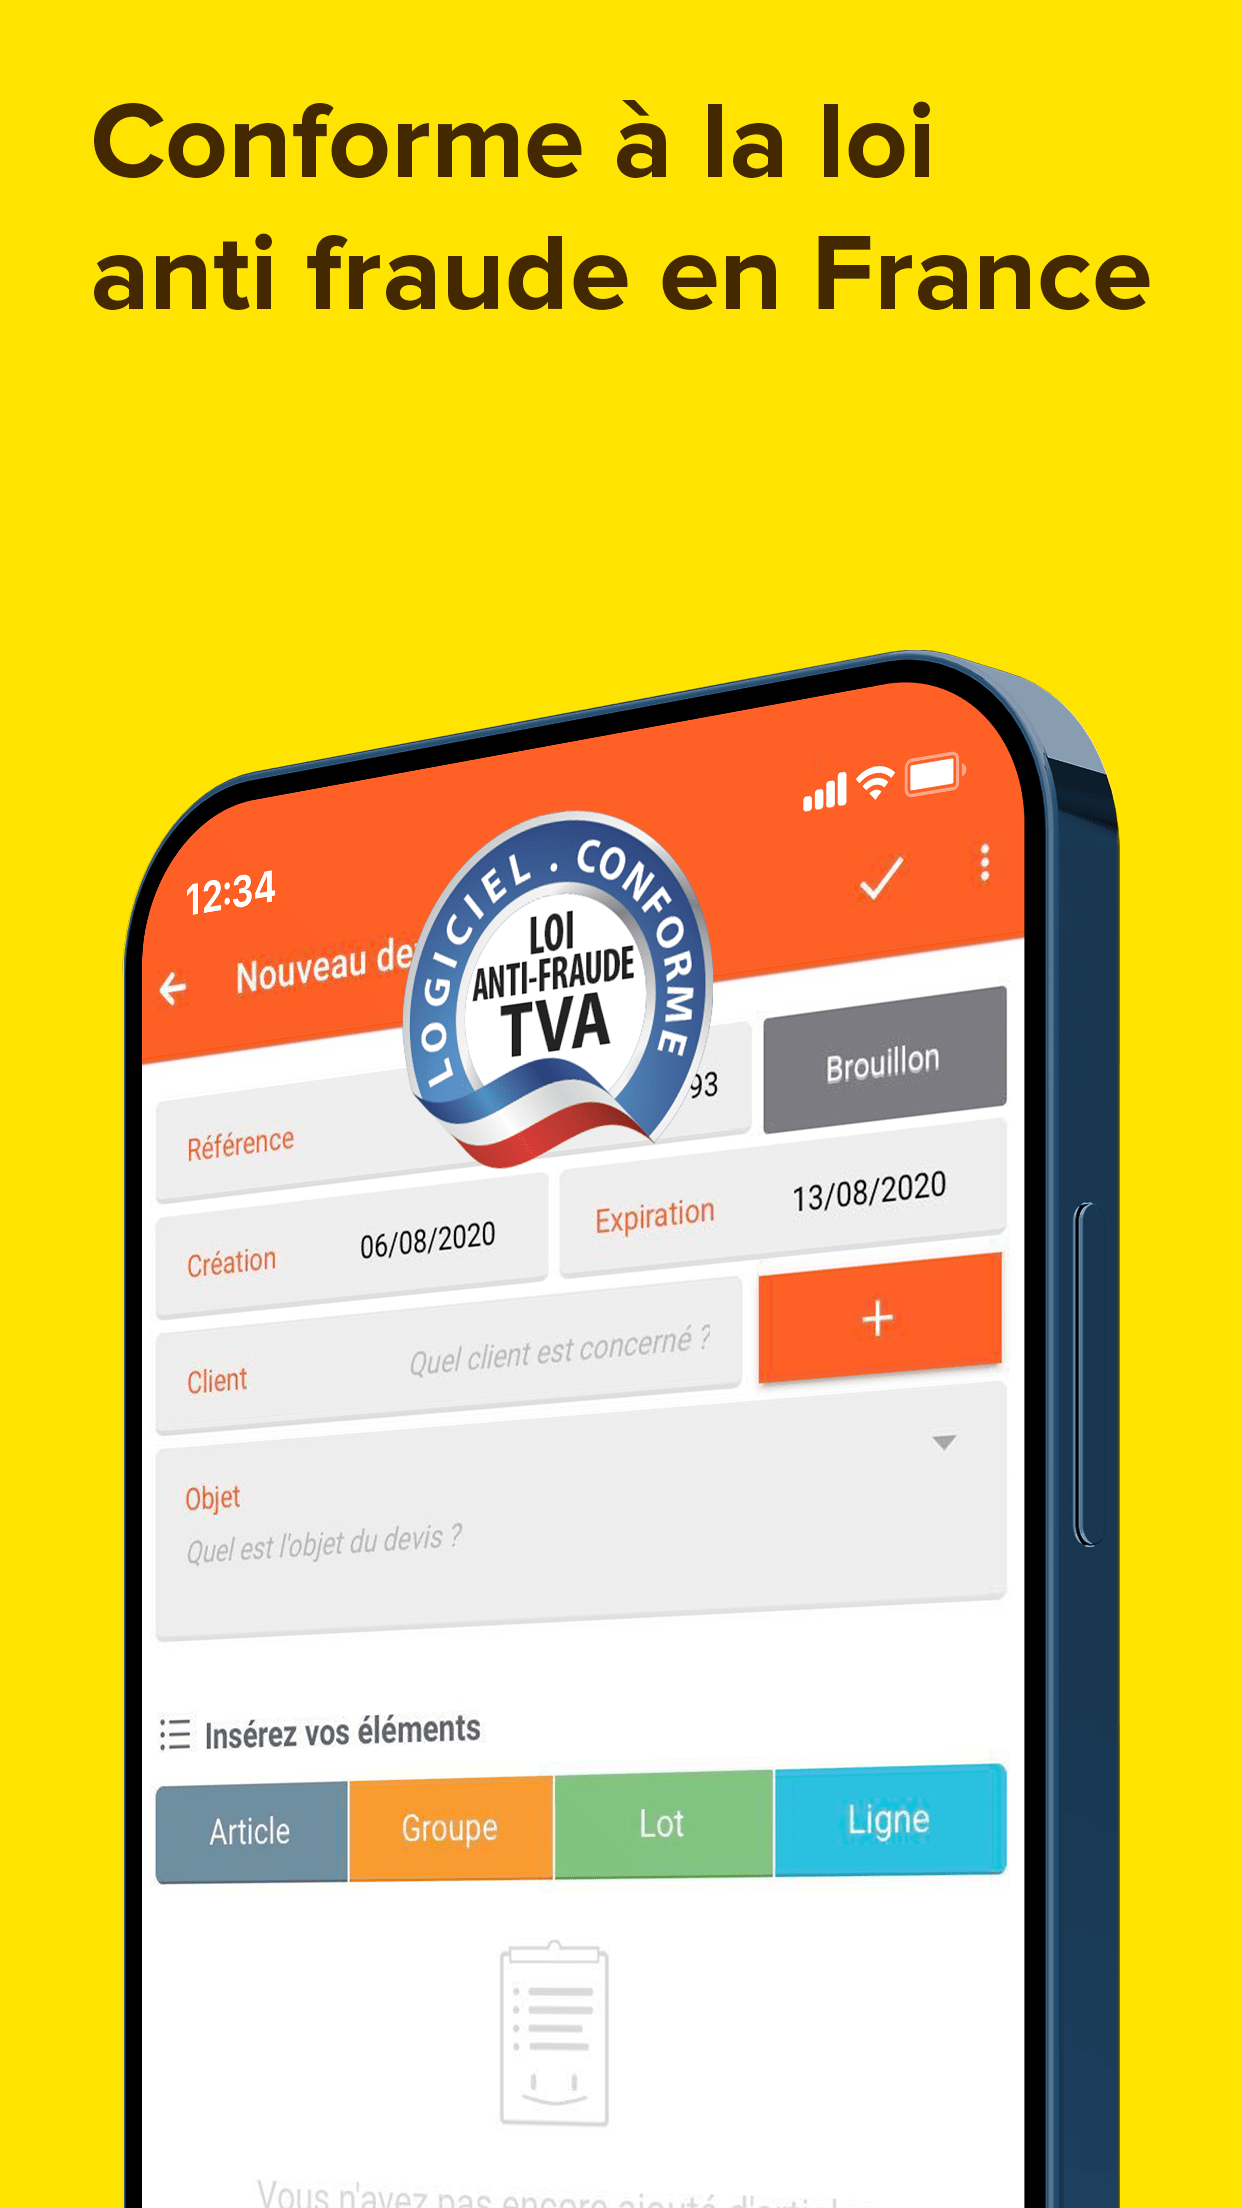 Conforme à la loi
anti fraude en France
12:34
Nouveau
LOGICIEL . CONFORME
LOI
ANTI-FRAUDE
TVA
Référence
93
Brouillon
Création 06/08/2020
Expiration 13/08/2020
Client Quel client est concerné ?
+
Objet
Quel est l'objet du devis ?
Insérez vos éléments
Article Groupe Lot Ligne
Vous n'avez pas encore ajouté